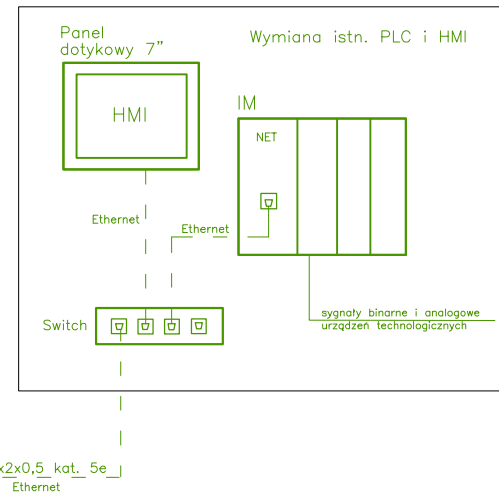 Panel
dotykowy 7”
Wymiana istn. PLC i HMI
HMI
IM
NET
Ethernet
Ethernet
Switch
sygnały binarne i analogowe
urządzeń technologicznych
x2x0,5 kat. 5e
Ethernet